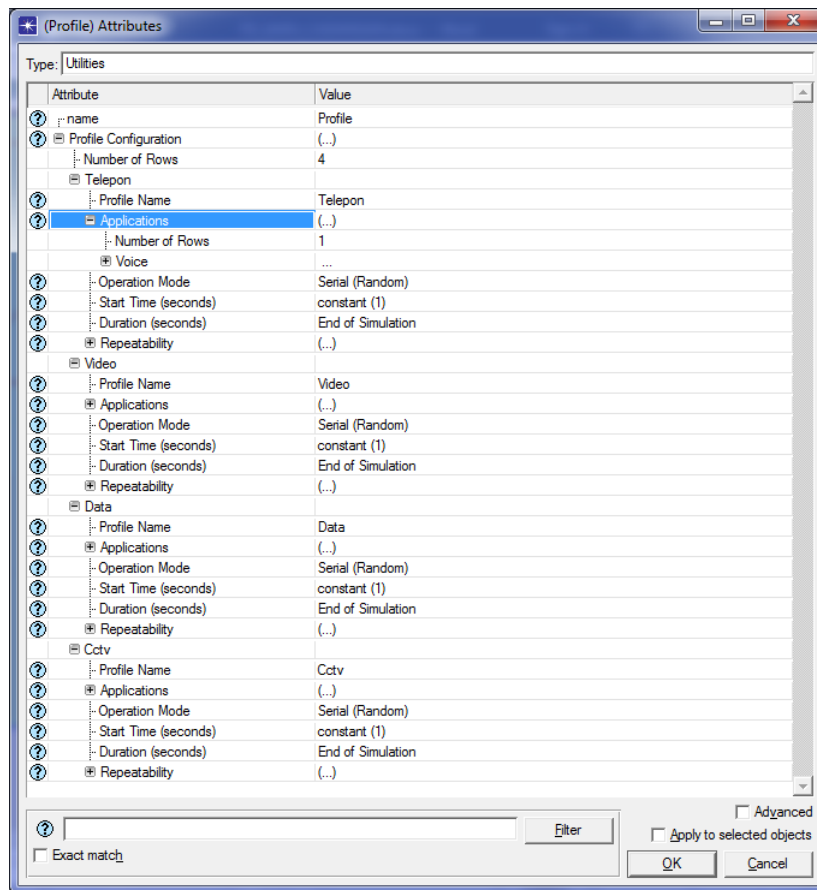 (Profile) Attributes
Type: Utilities
Attribute Value
name Profile
Profile Configuration (...)
Number of Rows 4
Telepon
Profile Name Telepon
Applications (...)
Number of Rows 1
Voice ...
Operation Mode Serial (Random)
Start Time (seconds) constant (1)
Duration (seconds) End of Simulation
Repeatability (...)
Video
Profile Name Video
Applications (...)
Operation Mode Serial (Random)
Start Time (seconds) constant (1)
Duration (seconds) End of Simulation
Repeatability (...)
Data
Profile Name Data
Applications (...)
Operation Mode Serial (Random)
Start Time (seconds) constant (1)
Duration (seconds) End of Simulation
Repeatability (...)
Cctv
Profile Name Cctv
Applications (...)
Operation Mode Serial (Random)
Start Time (seconds) constant (1)
Duration (seconds) End of Simulation
Repeatability (...)
Advanced
Filter
Apply to selected objects
Exact match
OK Cancel